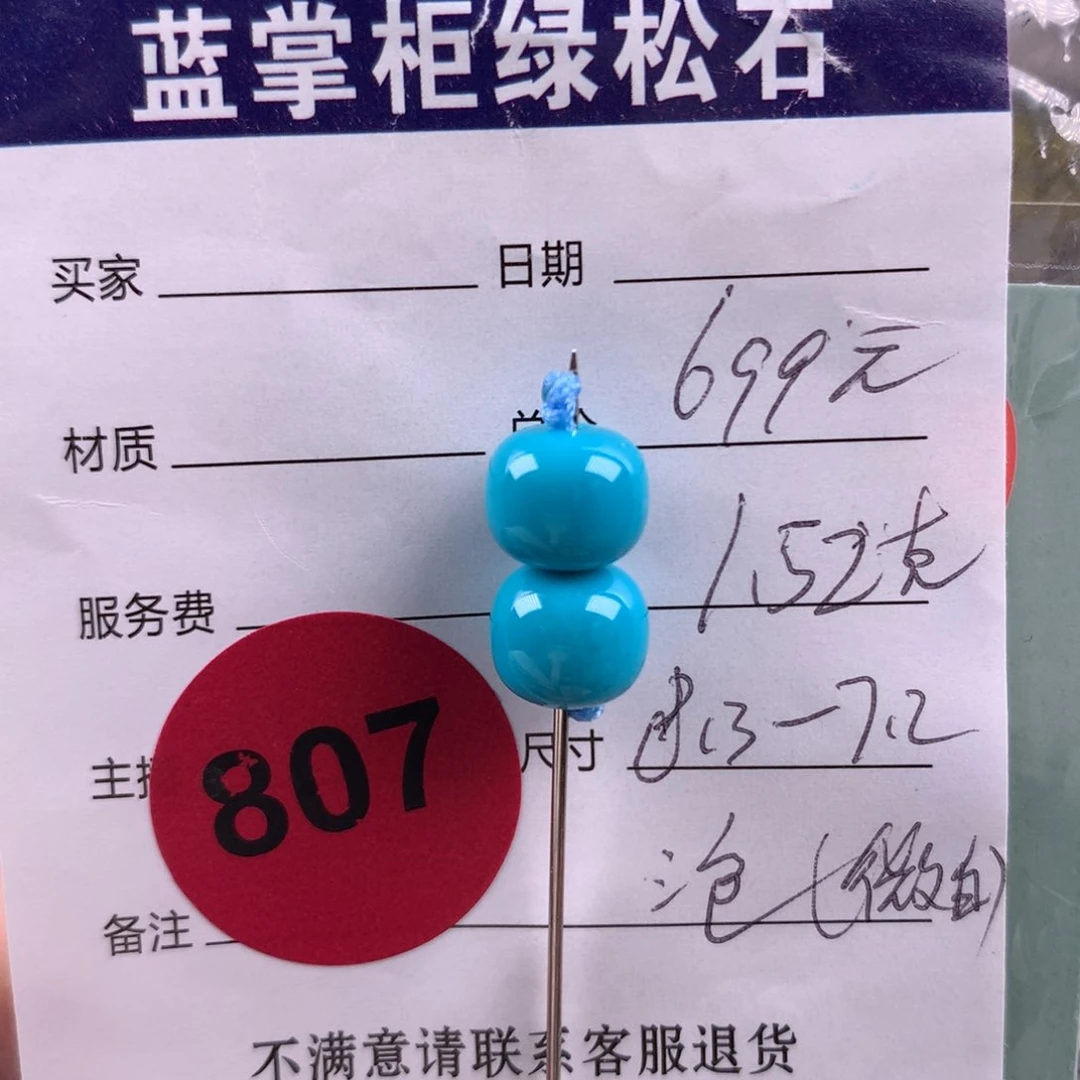 蓝掌柜绿松石
买家 日期
699元
材质
1.52克
服务费
8.3-7.2
主 尺寸
807
泡(微白)
备注
不满意请联系客服退货